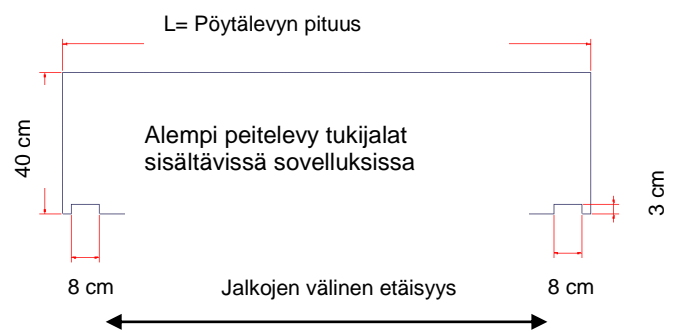 L= Pöytälevyn pituus
40 cm
Alempi peitelevy tukijalat
sisältävissä sovelluksissa
3 cm
8 cm
Jalkojen välinen etäisyys
8 cm